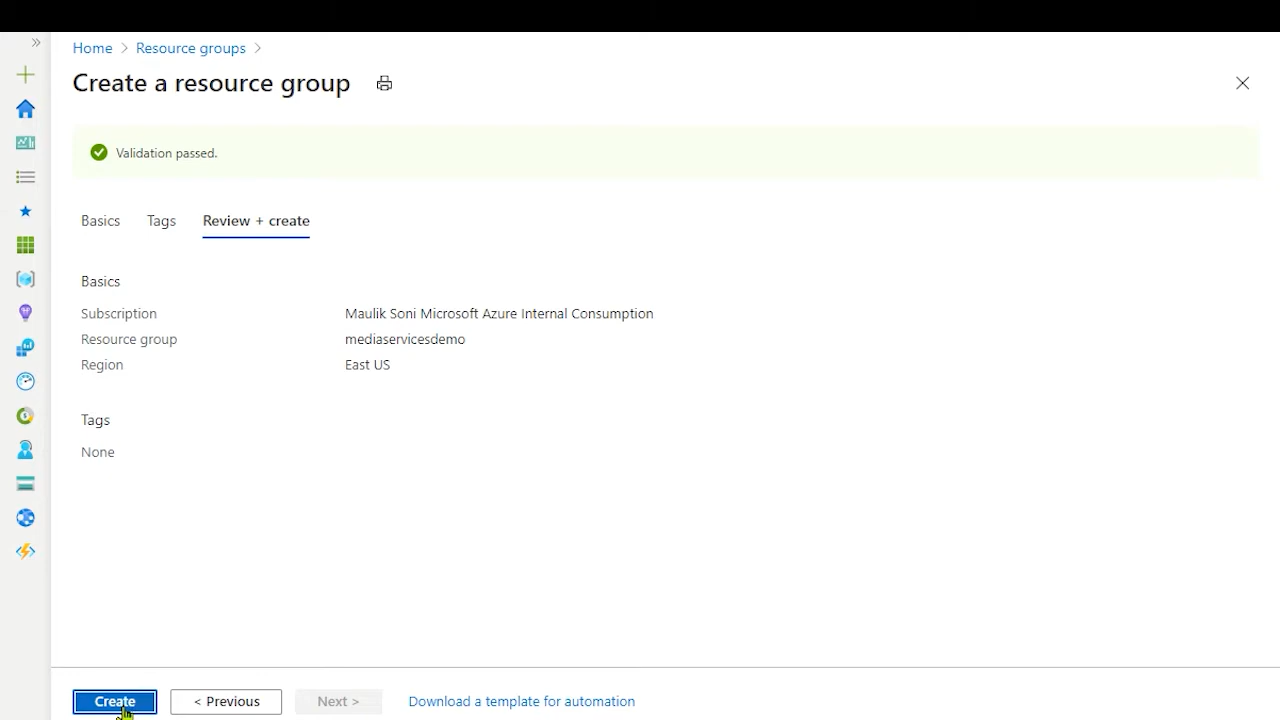 Home > Resource groups >
Create a resource group
Validation passed.
Basics Tags Review + create
Basics
Subscription Maulik Soni Microsoft Azure Internal Consumption
Resource group mediaservicesdemo
Region East US
Tags
None
Create < Previous Next > Download a template for automation